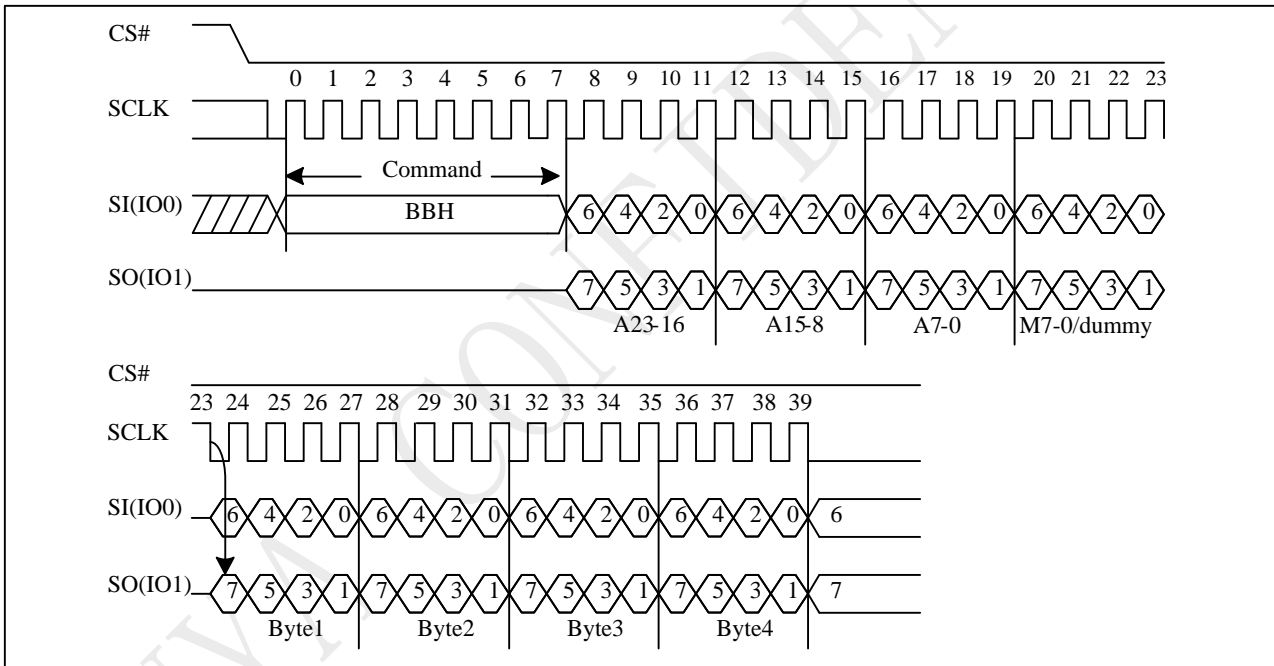 CS#
0 1 2 3 4 5 6 7 8 9 10 11 12 13 14 15 16 17 18 19 20 21 22 23
SCLK
Command
SI(IO0) BBH 6 4 2 0 6 4 2 0 6 4 2 0 6 4 2 0
SO(IO1) 7 5 3 1 7 5 3 1 7 5 3 1 7 5 3 1
A23-16 A15-8 A7-0 M7-0/dummy
CS#
23 24 25 26 27 28 29 30 31 32 33 34 35 36 37 38 39
SCLK
SI(IO0) 6 4 2 0 6 4 2 0 6 4 2 0 6 4 2 0 6
SO(IO1) 7 5 3 1 7 5 3 1 7 5 3 1 7 5 3 1 7
Byte1 Byte2 Byte3 Byte4